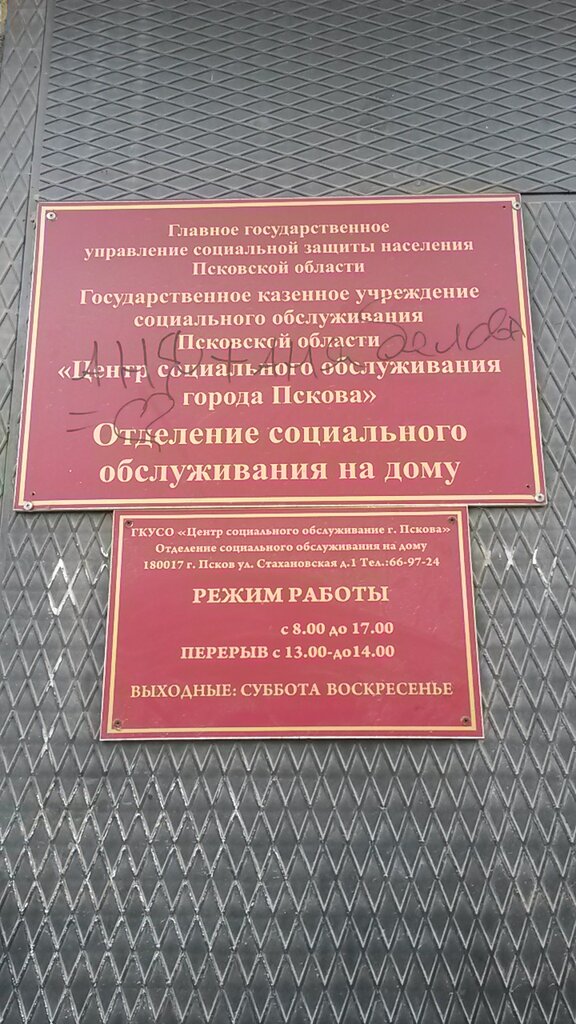 Главное государственное
управление социальной защиты населения
Псковской области
Государственное казенное учреждение
социального обслуживания
Псковской области
«Центр социального обслуживания
города Пскова»
Отделение социального
обслуживания на дому
ГКУСО «Центр социального обслуживание г. Пскова»
Отделение социального обслуживания на дому
180017 г. Псков ул. Стахановская д.1 Тел.:66-97-24
РЕЖИМ РАБОТЫ
с 8.00 до 17.00
ПЕРЕРЫВ с 13.00-до14.00
ВЫХОДНЫЕ: СУББОТА ВОСКРЕСЕНЬЕ